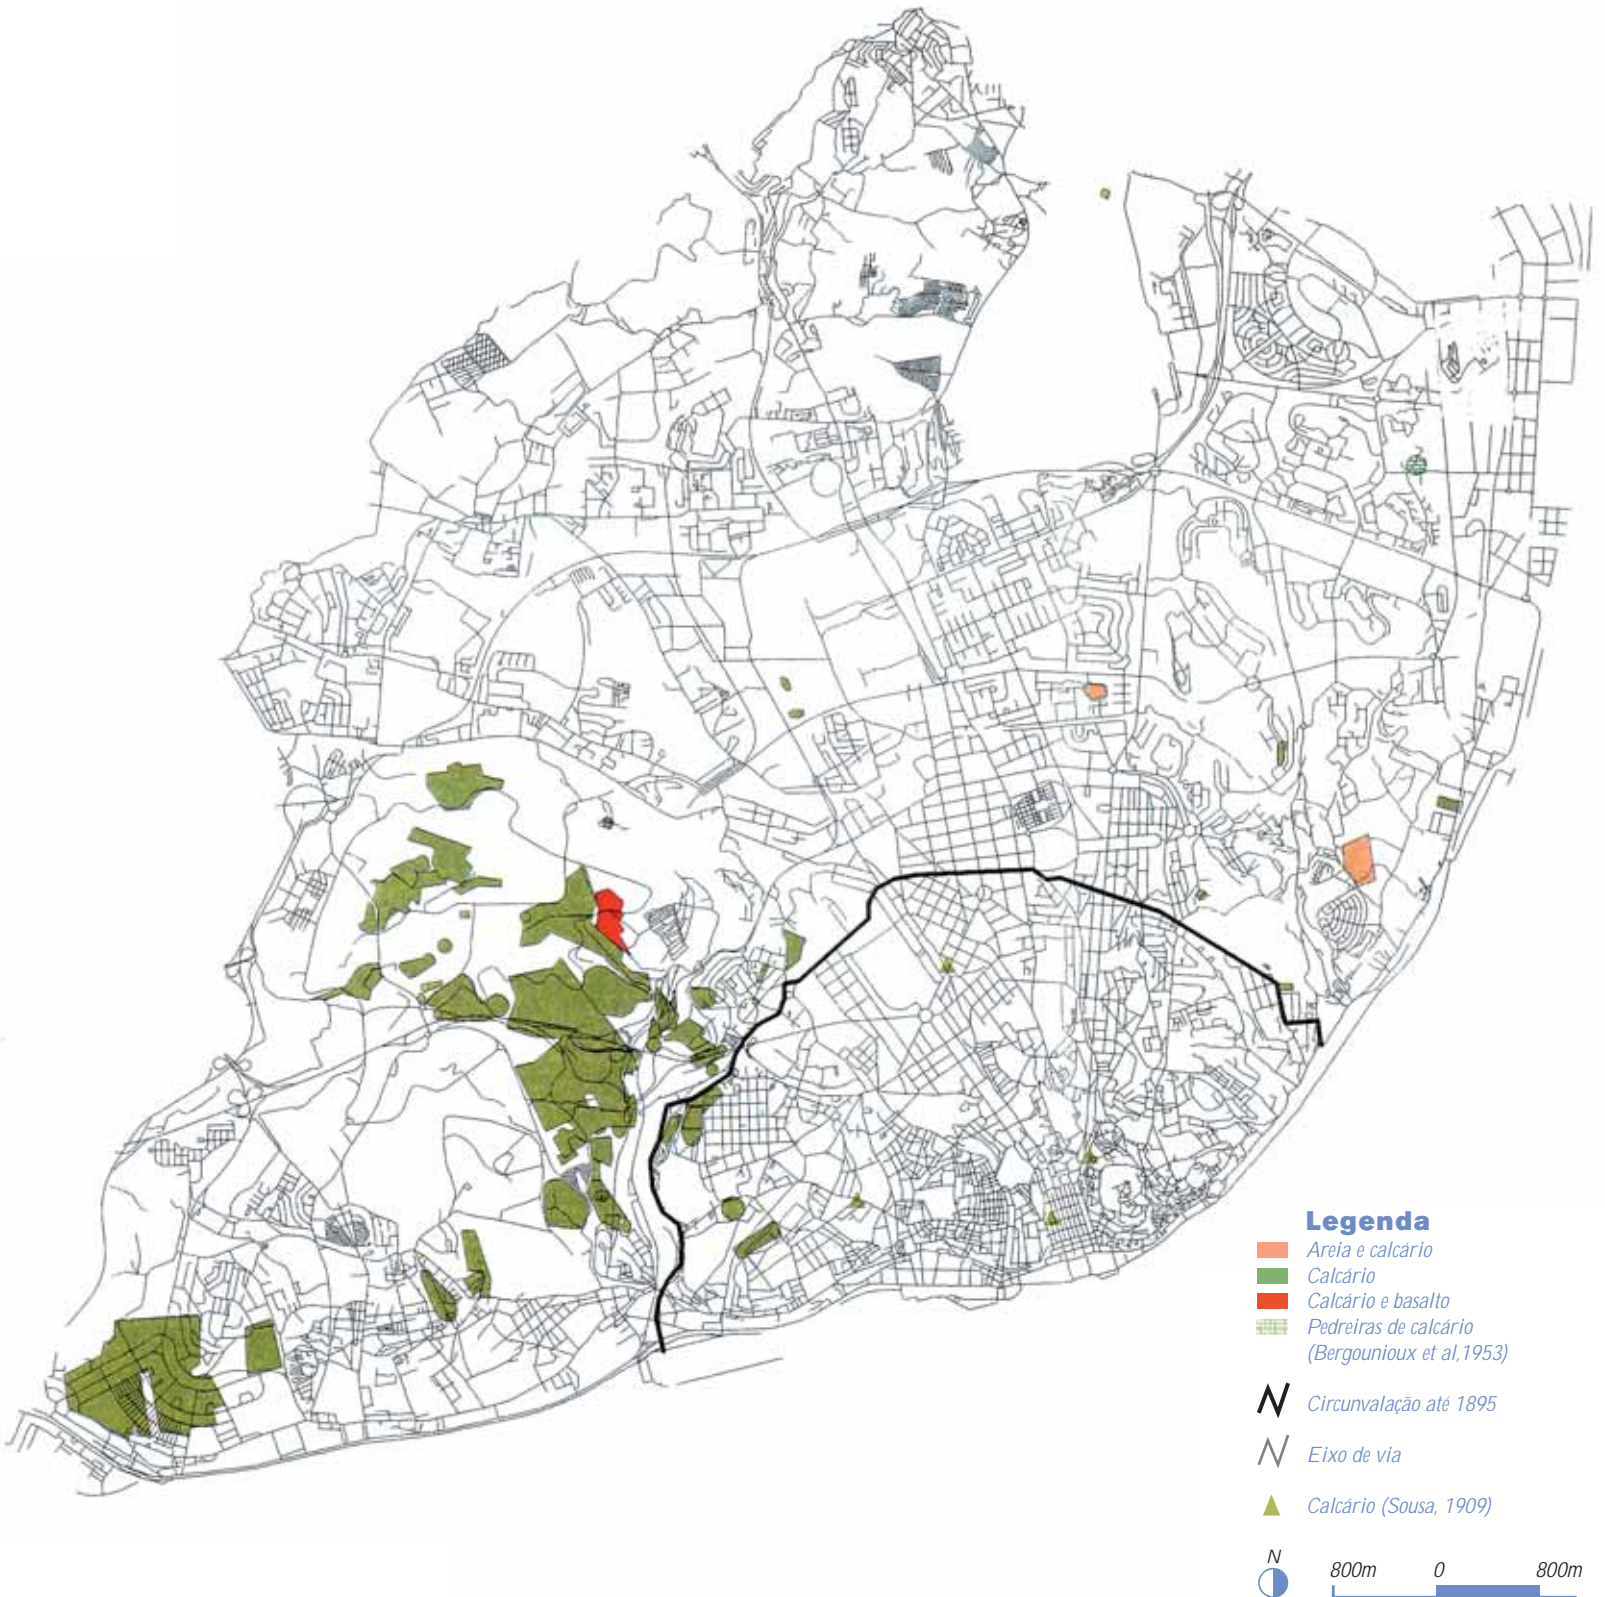 Legenda
Areia e calcário
Calcário
Calcário e basalto
Pedreiras de calcário
(Bergounioux et al,1953)
Circunvalação até 1895
Eixo de via
Calcário (Sousa, 1909)
N
800m 0 800m